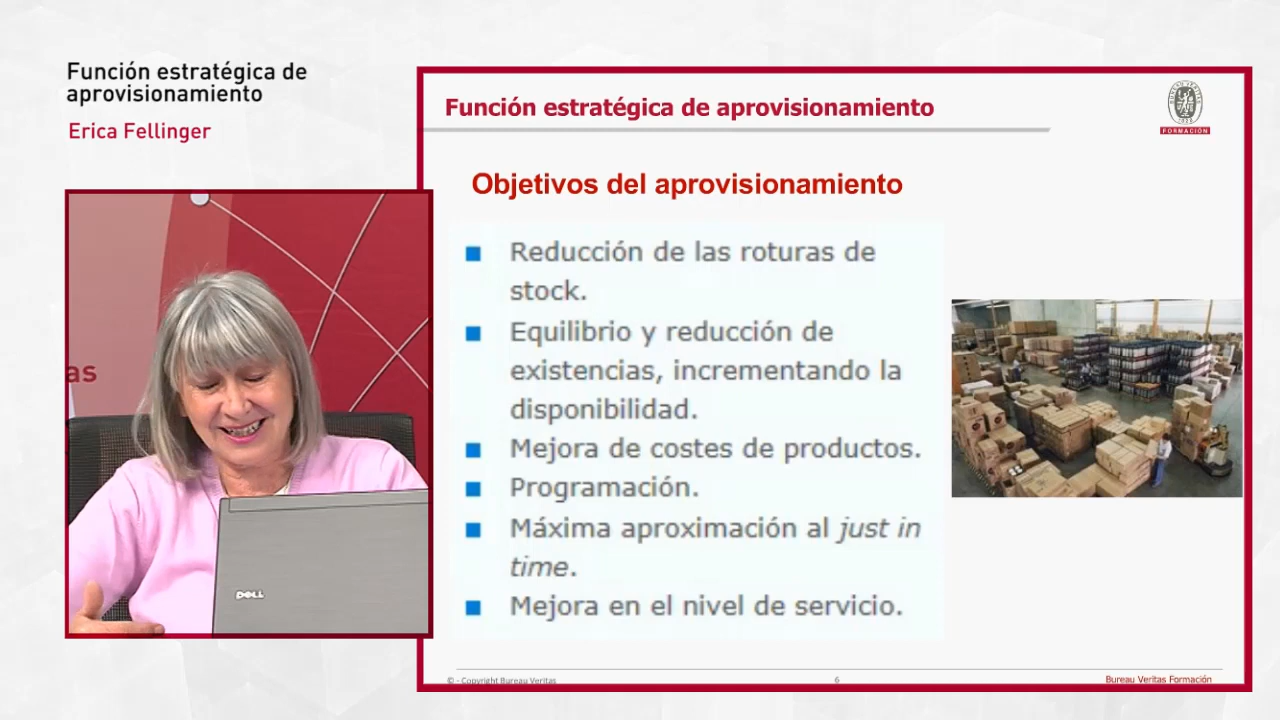 Función estratégica de
aprovisionamiento
Erica Fellinger
as
DELL
Función estratégica de aprovisionamiento
FORMACIÓN
Objetivos del aprovisionamiento
Reducción de las roturas de
stock.
Equilibrio y reducción de
existencias, incrementando la
disponibilidad.
Mejora de costes de productos.
Programación.
Máxima aproximación al just in
time.
Mejora en el nivel de servicio.
© - Copyright Bureau Veritas
6
Bureau Veritas Formación